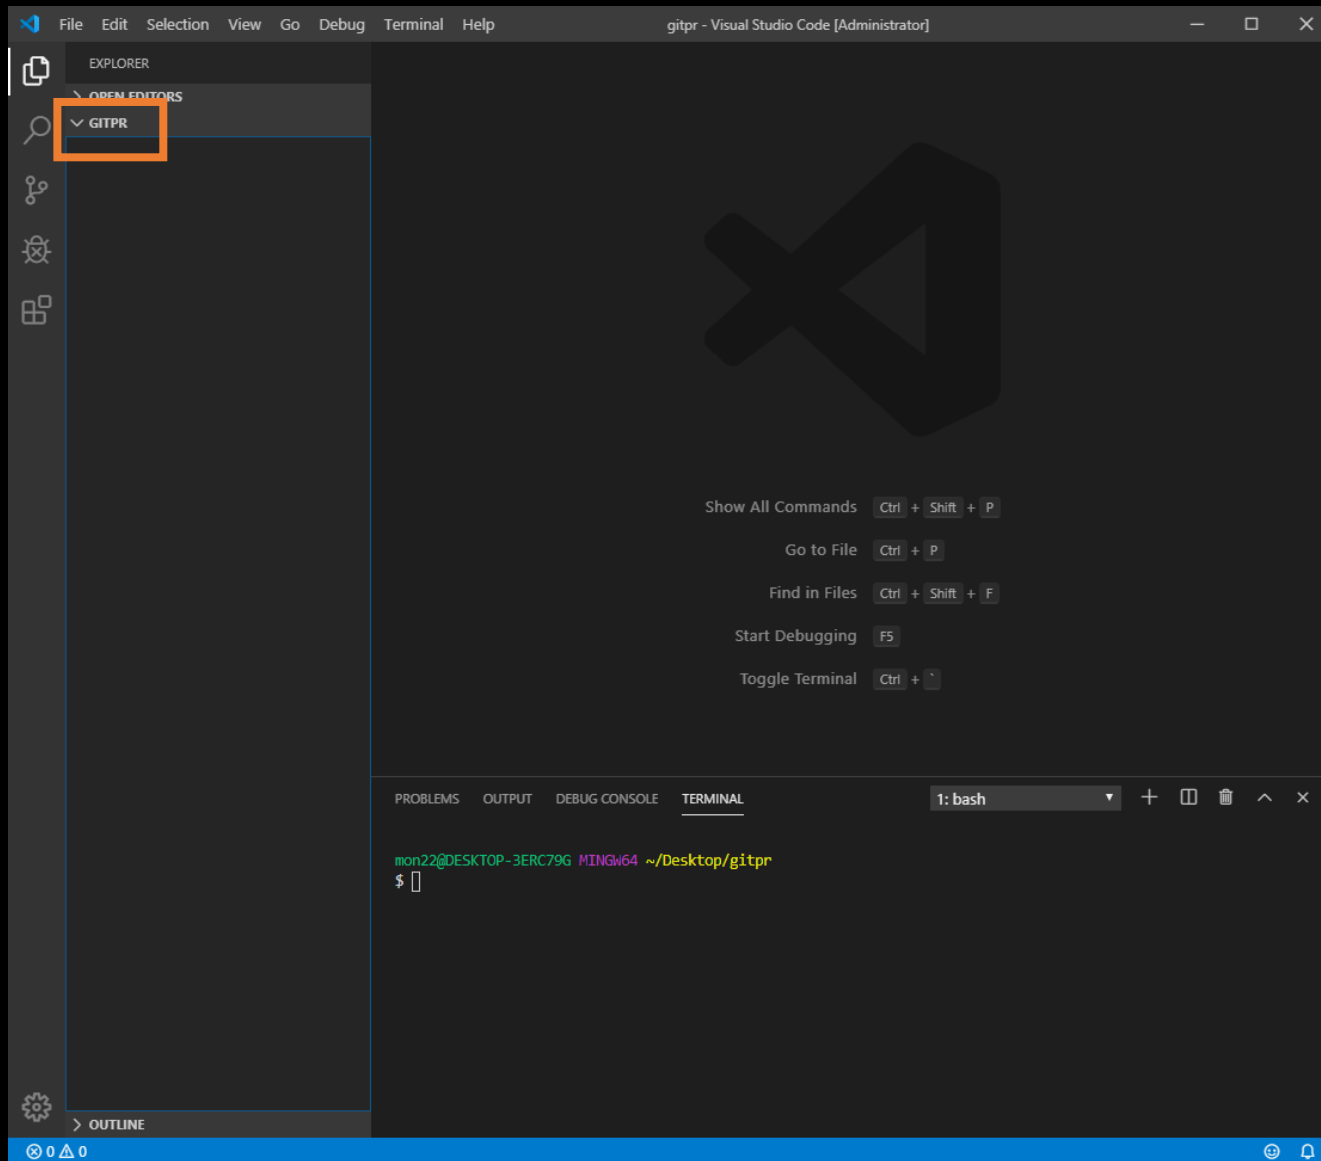 File Edit Selection View Go Debug Terminal Help gitpr - Visual Studio Code [Administrator]
EXPLORER
OPEN EDITORS
GITPR
Show All Commands Ctrl + Shift + P
Go to File Ctrl + P
Find in Files Ctrl + Shift + F
Start Debugging F5
Toggle Terminal Ctrl + `
PROBLEMS OUTPUT DEBUG CONSOLE TERMINAL 1: bash
mon22@DESKTOP-3ERC79G MINGW64 ~/Desktop/gitpr
$
OUTLINE
0 0